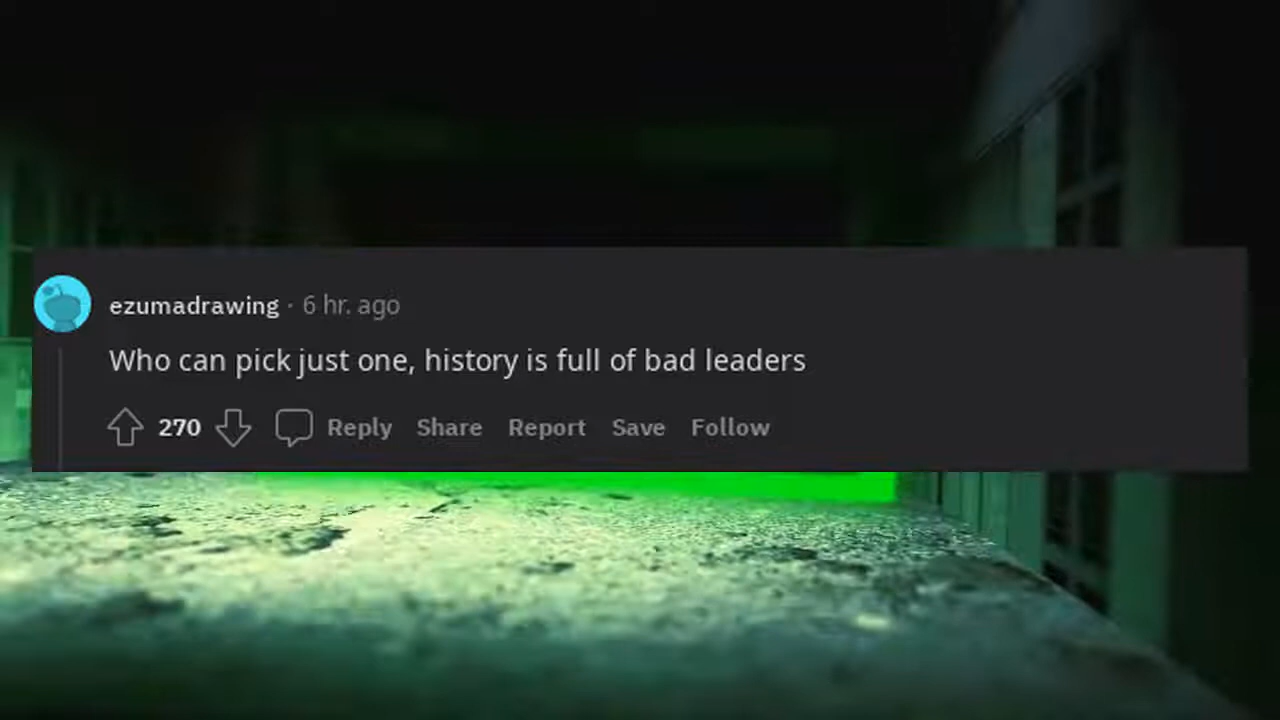 ezumadrawing · 6 hr. ago
Who can pick just one, history is full of bad leaders
270 Reply Share Report Save Follow